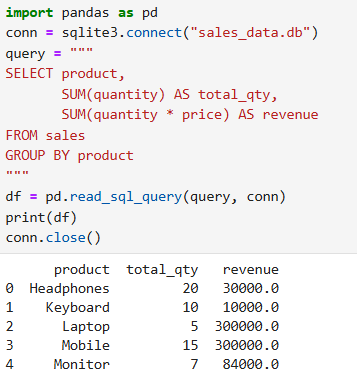 import pandas as pd
conn = sqlite3.connect("sales_data.db")
query = """
SELECT product,
       SUM(quantity) AS total_qty,
       SUM(quantity * price) AS revenue
FROM sales
GROUP BY product
"""
df = pd.read_sql_query(query, conn)
print(df)
conn.close()
      product  total_qty   revenue
0  Headphones         20   30000.0
1    Keyboard         10   10000.0
2      Laptop          5  300000.0
3      Mobile         15  300000.0
4     Monitor          7   84000.0